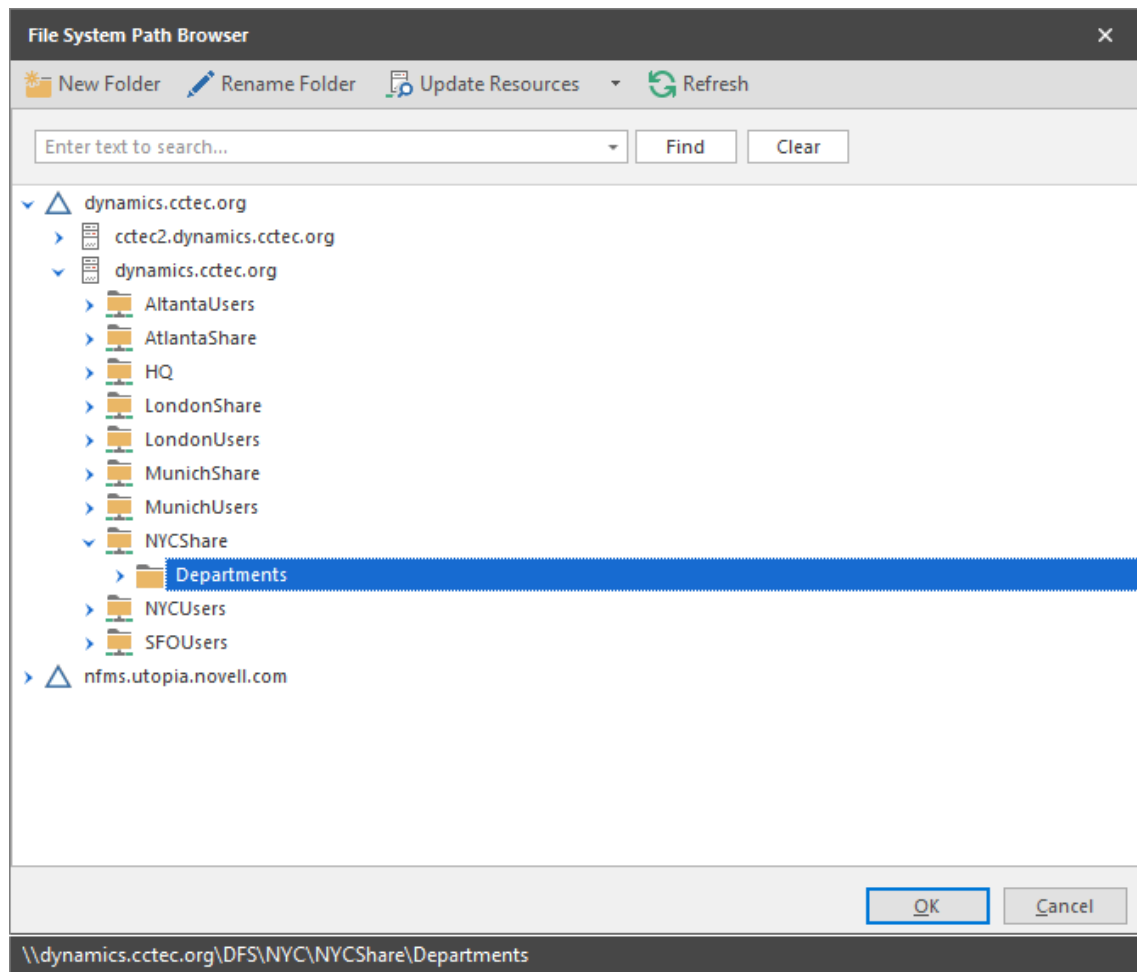 File System Path Browser
New Folder Rename Folder Update Resources Refresh
Enter text to search... Find Clear
dynamics.cctec.org
cctec2.dynamics.cctec.org
dynamics.cctec.org
AltantaUsers
AtlantaShare
HQ
LondonShare
LondonUsers
MunichShare
MunichUsers
NYCShare
Departments
NYCUsers
SFOUsers
nfms.utopia.novell.com
OK Cancel
\\dynamics.cctec.org\DFS\NYC\NYCShare\Departments